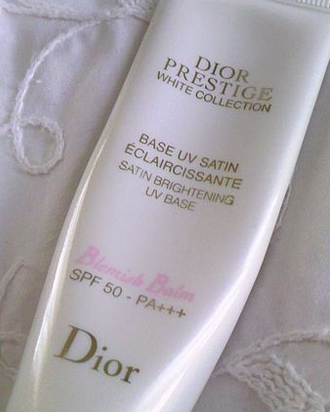 DIOR
PRESTIGE
WHITE COLLECTION
BASE UV SATIN
ÉCLAIRCISSANTE
SATIN BRIGHTENING
UV BASE
Blemish Balm
SPF 50 - PA+++
Dior